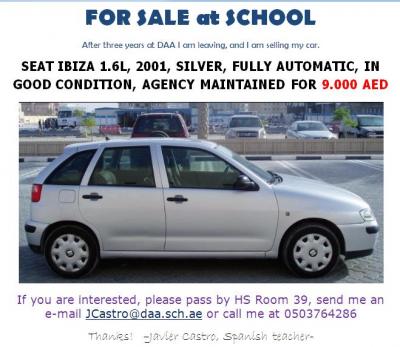 FOR SALE at SCHOOL
After three years at DAA I am leaving, and I am selling my car.
SEAT IBIZA 1.6L, 2001, SILVER, FULLY AUTOMATIC, IN
GOOD CONDITION, AGENCY MAINTAINED FOR 9.000 AED
If you are interested, please pass by HS Room 39, send me an
e-mail JCastro@daa.sch.ae or call me at 0503764286
Thanks! -Javier Castro, Spanish teacher-